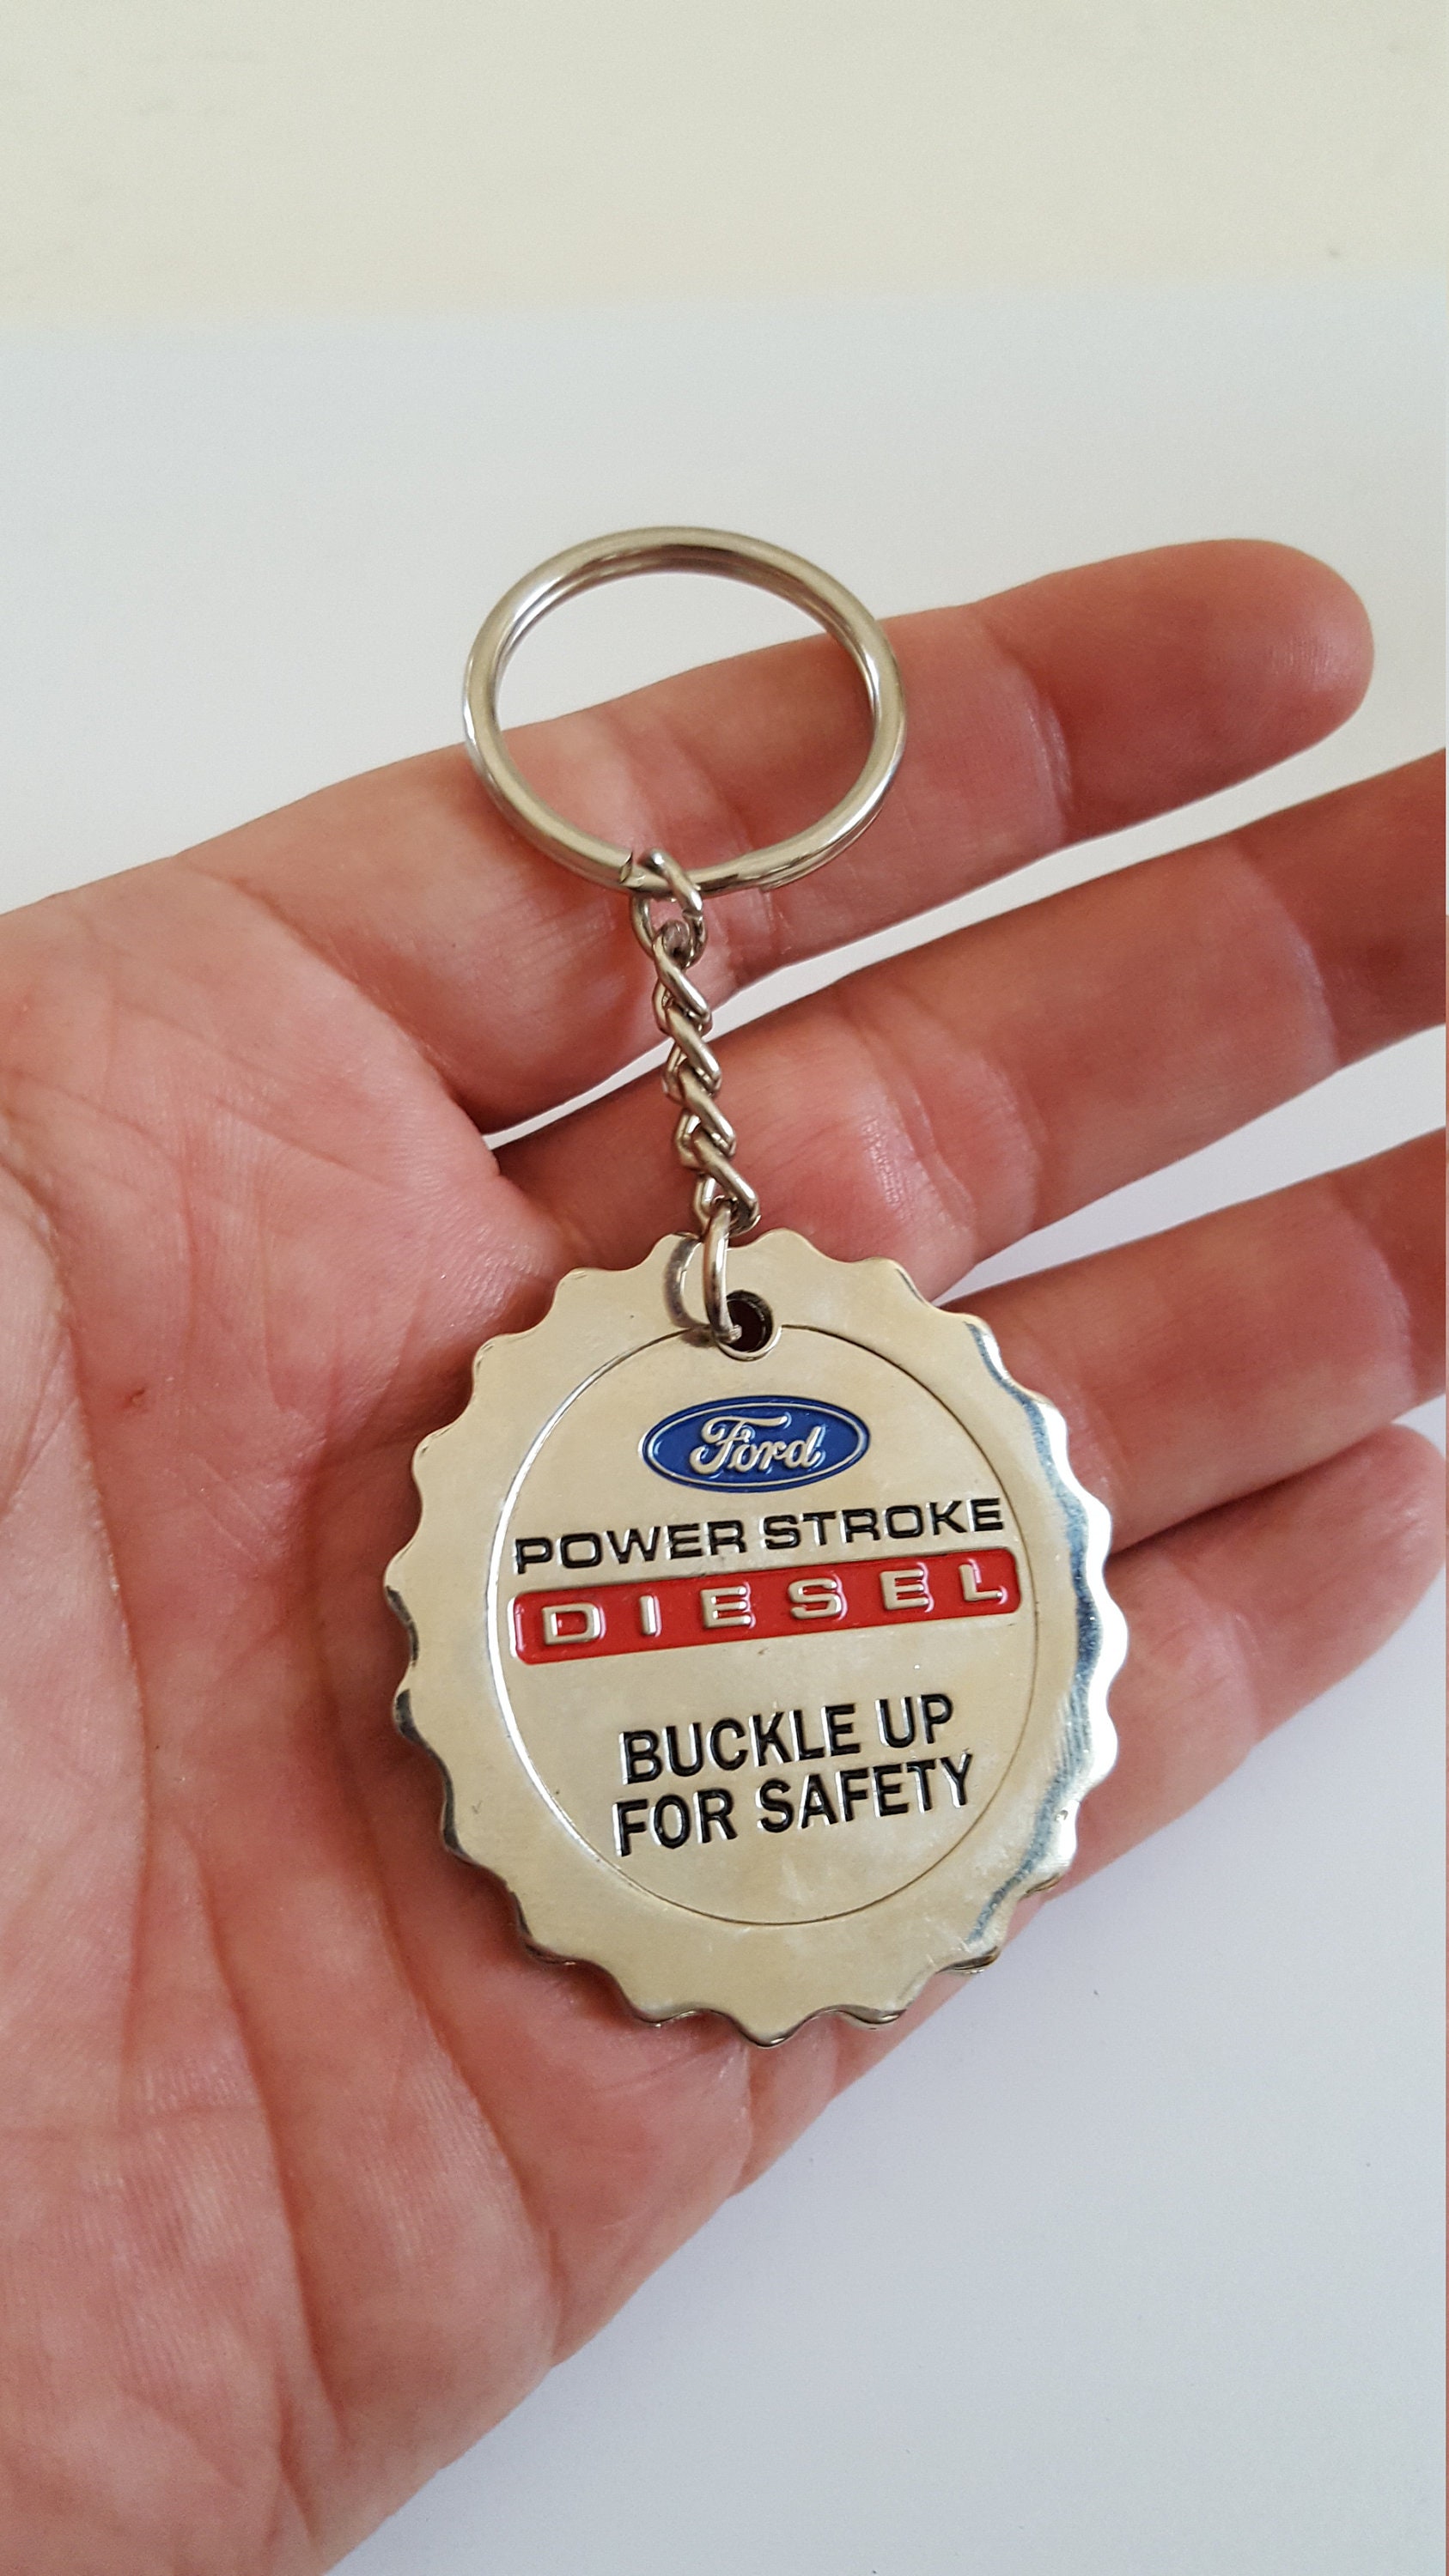 Ford
POWER STROKE
DIESEL
BUCKLE UP
FOR SAFETY